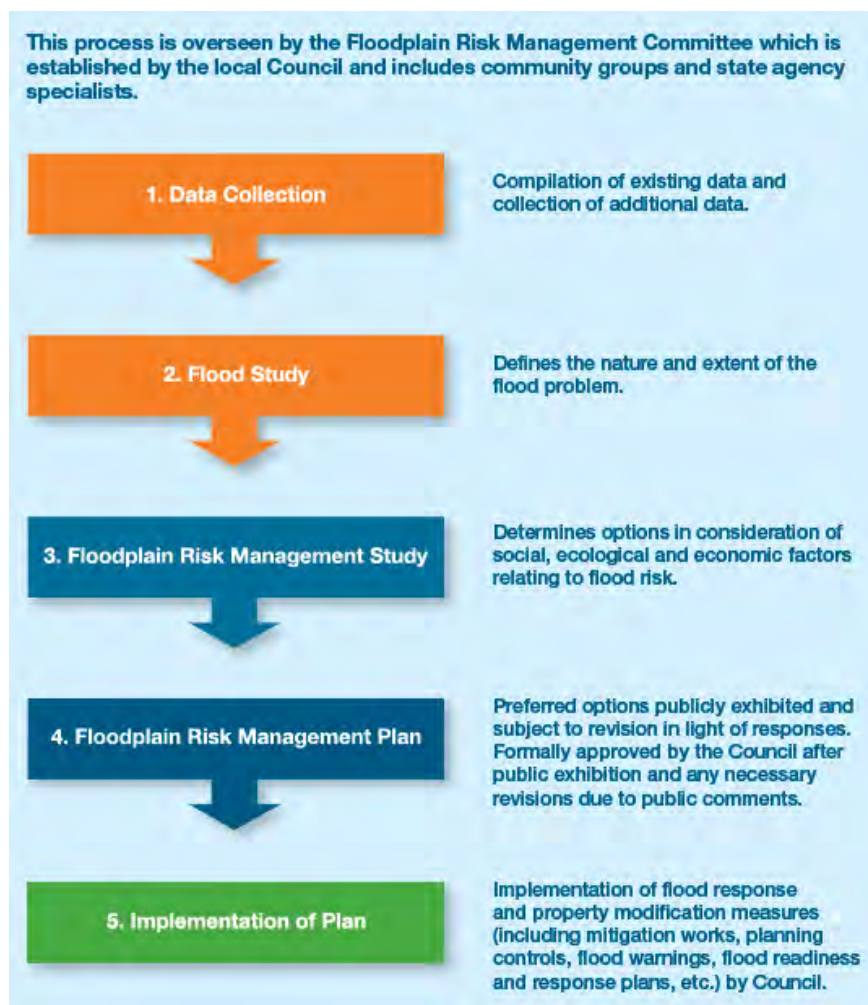 This process is overseen by the Floodplain Risk Management Committee which is
established by the local Council and includes community groups and state agency
specialists.
1. Data Collection
Compilation of existing data and
collection of additional data.
2. Flood Study
Defines the nature and extent of the
flood problem.
3. Floodplain Risk Management Study
Determines options in consideration of
social, ecological and economic factors
relating to flood risk.
4. Floodplain Risk Management Plan
Preferred options publicly exhibited and
subject to revision in light of responses.
Formally approved by the Council after
public exhibition and any necessary
revisions due to public comments.
5. Implementation of Plan
Implementation of flood response
and property modification measures
(including mitigation works, planning
controls, flood warnings, flood readiness
and response plans, etc.) by Council.